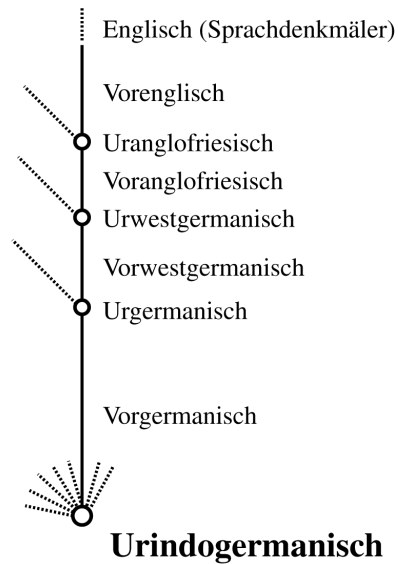 Englisch (Sprachdenkmäler)
Vorenglisch
Uranglofriesisch
Voranglofriesisch
Urwestgermanisch
Vorwestgermanisch
Urgermanisch
Vorgermanisch
Urindogermanisch